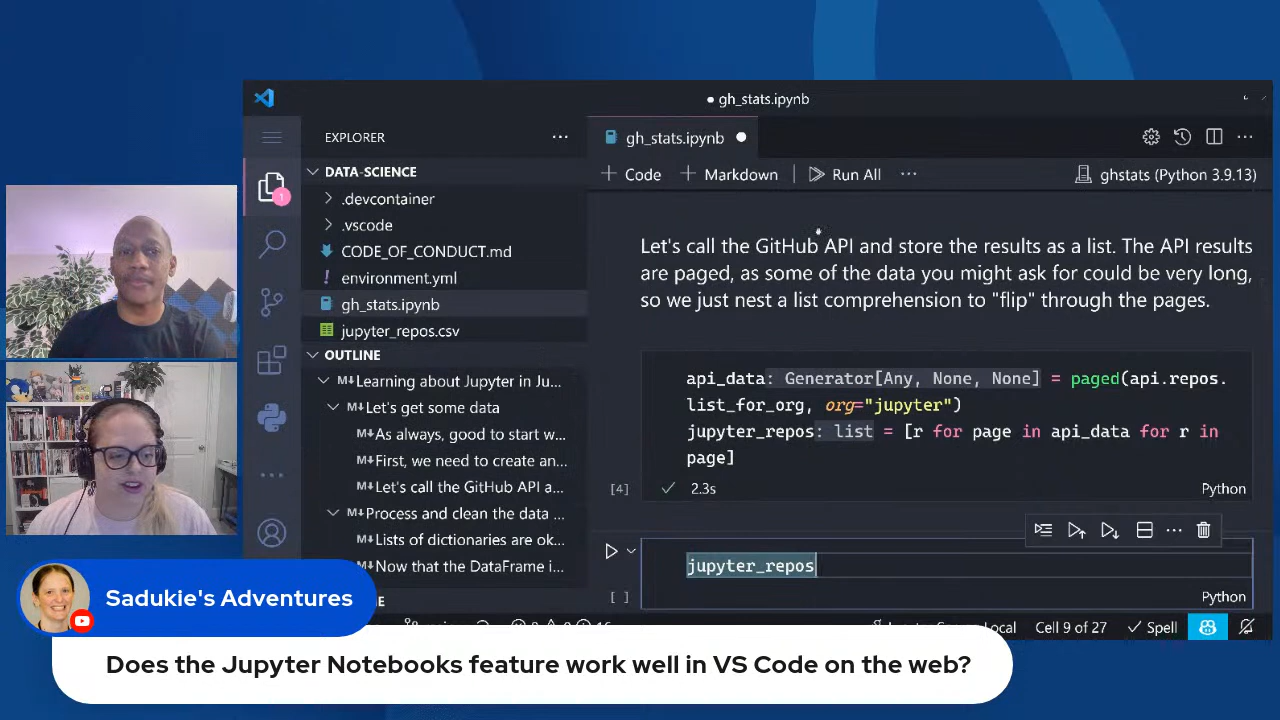 gh_stats.ipynb
EXPLORER
gh_stats.ipynb
+ Code + Markdown Run All ghstats (Python 3.9.13)
DATA-SCIENCE
.devcontainer
.vscode
CODE_OF_CONDUCT.md
! environment.yml
gh_stats.ipynb
jupyter_repos.csv
1
OUTLINE
M↓Learning about Jupyter in Ju...
M↓Let's get some data
M↓As always, good to start w...
M↓First, we need to create an...
M↓Let's call the GitHub API a...
M↓Process and clean the data ...
M↓Lists of dictionaries are ok...
M↓Now that the DataFrame i...
Let's call the GitHub API and store the results as a list. The API results
are paged, as some of the data you might ask for could be very long,
so we just nest a list comprehension to "flip" through the pages.
api_data: Generator[Any, None, None] = paged(api.repos.
list_for_org, org="jupyter")
jupyter_repos: list = [r for page in api_data for r in
page]
[4] 2.3s Python
jupyter_repos
[ ] Python
Local Cell 9 of 27 Spell
Sadukie's Adventures
Does the Jupyter Notebooks feature work well in VS Code on the web?